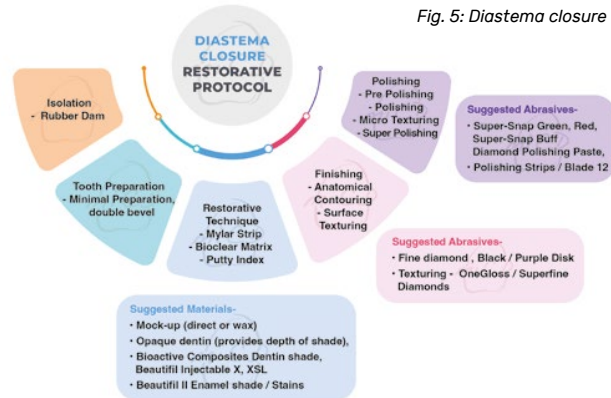 Fig. 5: Diastema closure
DIASTEMA
CLOSURE
RESTORATIVE
PROTOCOL
Isolation
- Rubber Dam
Tooth Preparation
- Minimal Preparation,
double bevel
Restorative
Technique
- Mylar Strip
- Bioclear Matrix
- Putty Index
Finishing
- Anatomical
Contouring
- Surface
Texturing
Polishing
- Pre Polishing
- Polishing
- Micro Texturing
- Super Polishing
Suggested Abrasives-
• Super-Snap Green, Red,
Super-Snap Buff
Diamond Polishing Paste,
• Polishing Strips / Blade 12
Suggested Abrasives-
• Fine diamond , Black / Purple Disk
• Texturing - OneGloss / Superfine
Diamonds
Suggested Materials-
• Mock-up (direct or wax)
• Opaque dentin (provides depth of shade),
• Bioactive Composites Dentin shade,
Beautifil Injectable X, XSL
• Beautifil II Enamel shade / Stains